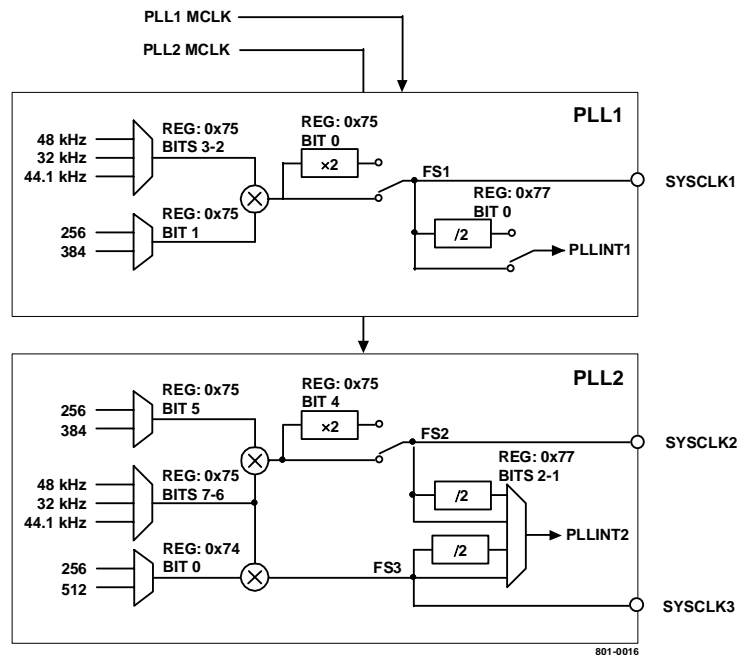 PLL1 MCLK
PLL2 MCLK
PLL1
48 kHz
32 kHz
44.1 kHz
REG: 0x75
BITS 3-2
256
384
REG: 0x75
BIT 1
REG: 0x75
BIT 0
×2
FS1
SYSCLK1
REG: 0x77
BIT 0
/2
PLLINT1
PLL2
256
384
REG: 0x75
BIT 5
48 kHz
32 kHz
44.1 kHz
REG: 0x75
BITS 7-6
256
512
REG: 0x74
BIT 0
REG: 0x75
BIT 4
×2
FS2
SYSCLK2
REG: 0x77
BITS 2-1
/2
/2
PLLINT2
FS3
SYSCLK3
801-0016